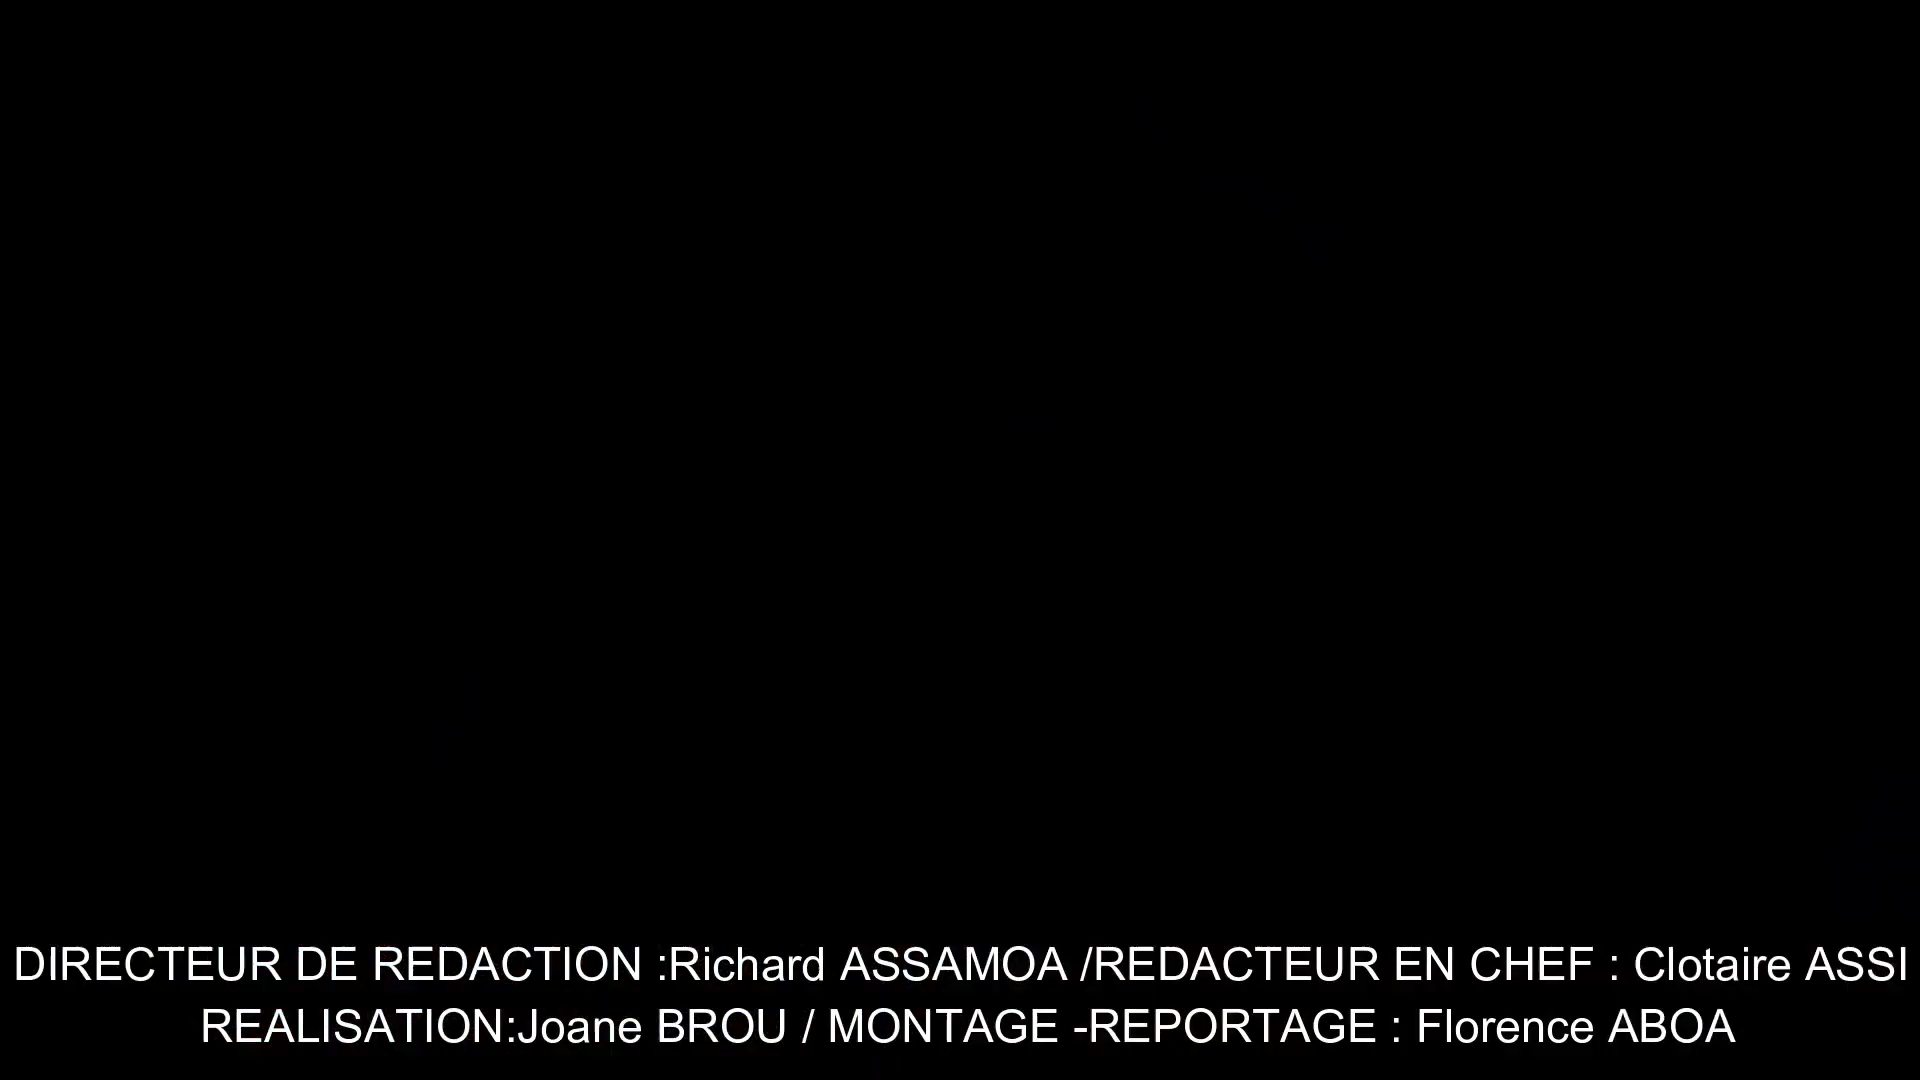 DIRECTEUR DE REDACTION :Richard ASSAMOA /REDACTEUR EN CHEF : Clotaire ASSI
REALISATION:Joane BROU / MONTAGE -REPORTAGE : Florence ABOA